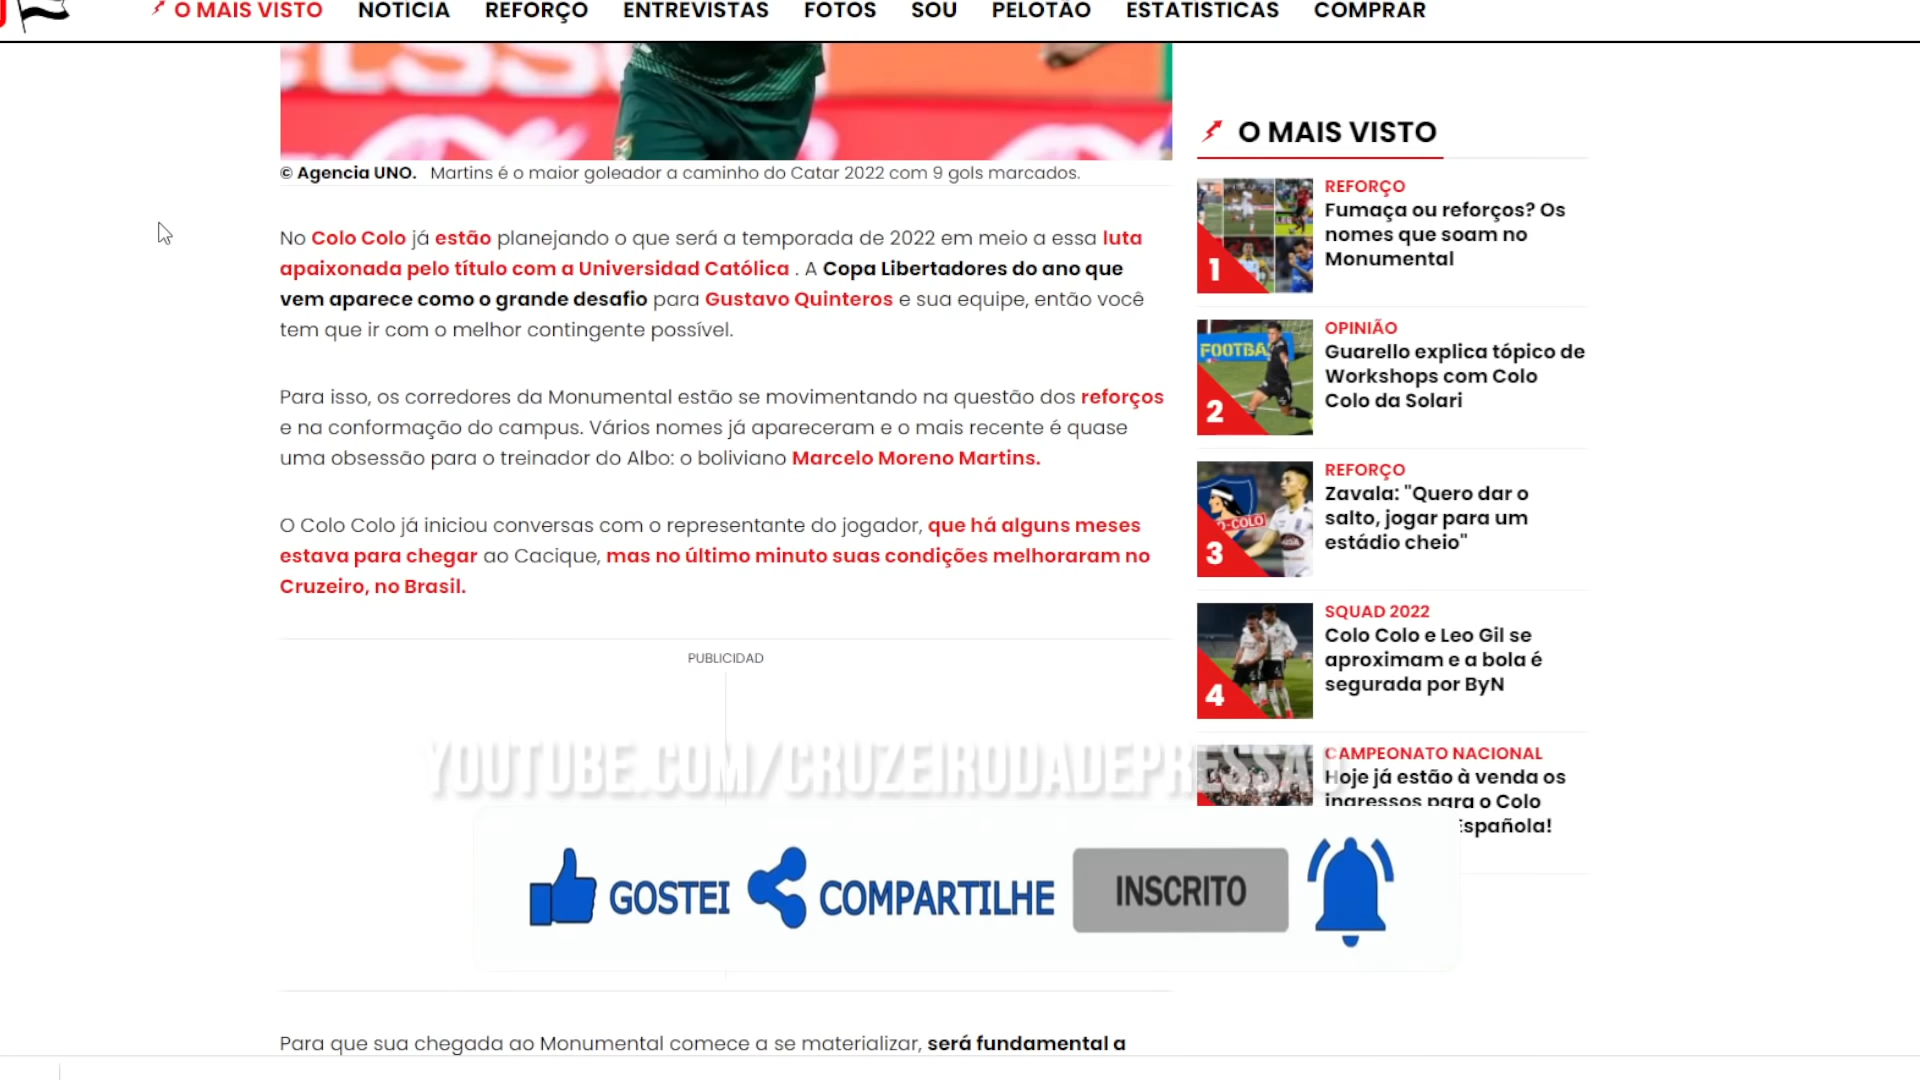 O MAIS VISTO NOTÍCIA REFORÇO ENTREVISTAS FOTOS SOU PELOTÃO ESTATÍSTICAS COMPRAR
© Agencia UNO. Martins é o maior goleador a caminho do Catar 2022 com 9 gols marcados.
No Colo Colo já estão planejando o que será a temporada de 2022 em meio a essa luta
apaixonada pelo título com a Universidad Católica . A Copa Libertadores do ano que
vem aparece como o grande desafio para Gustavo Quinteros e sua equipe, então você
tem que ir com o melhor contingente possível.
Para isso, os corredores da Monumental estão se movimentando na questão dos reforços
e na conformação do campus. Vários nomes já apareceram e o mais recente é quase
uma obsessão para o treinador do Albo: o boliviano Marcelo Moreno Martins.
O Colo Colo já iniciou conversas com o representante do jogador, que há alguns meses
estava para chegar ao Cacique, mas no último minuto suas condições melhoraram no
Cruzeiro, no Brasil.
PUBLICIDAD
Para que sua chegada ao Monumental comece a se materializar, será fundamental a
O MAIS VISTO
1
REFORÇO
Fumaça ou reforços? Os
nomes que soam no
Monumental
FOOTBA
2
OPINIÃO
Guarello explica tópico de
Workshops com Colo
Colo da Solari
O-COLO
3
REFORÇO
Zavala: "Quero dar o
salto, jogar para um
estádio cheio"
4
SQUAD 2022
Colo Colo e Leo Gil se
aproximam e a bola é
segurada por ByN
CAMPEONATO NACIONAL
Hoje já estão à venda os
ingressos para o Colo
Española!
YOUTUBE.COM/CRUZEIRODADEPRESSAO
GOSTEI COMPARTILHE INSCRITO